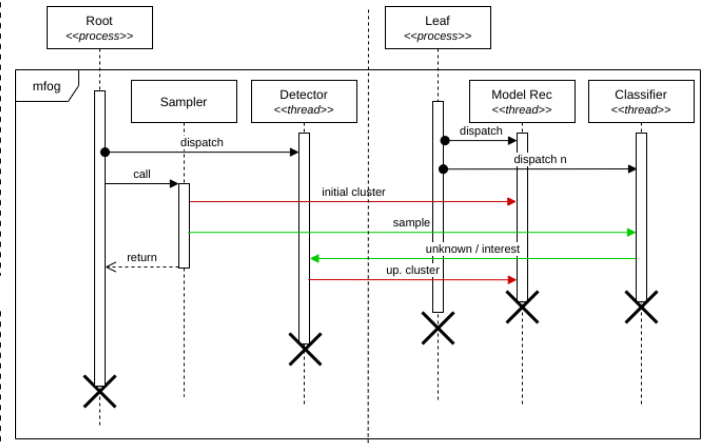 Root
<<process>>
Leaf
<<process>>
mfog
Sampler
Detector
<<thread>>
Model Rec
<<thread>>
Classifier
<<thread>>
dispatch
dispatch
dispatch n
call
initial cluster
sample
unknown / interest
return
up. cluster